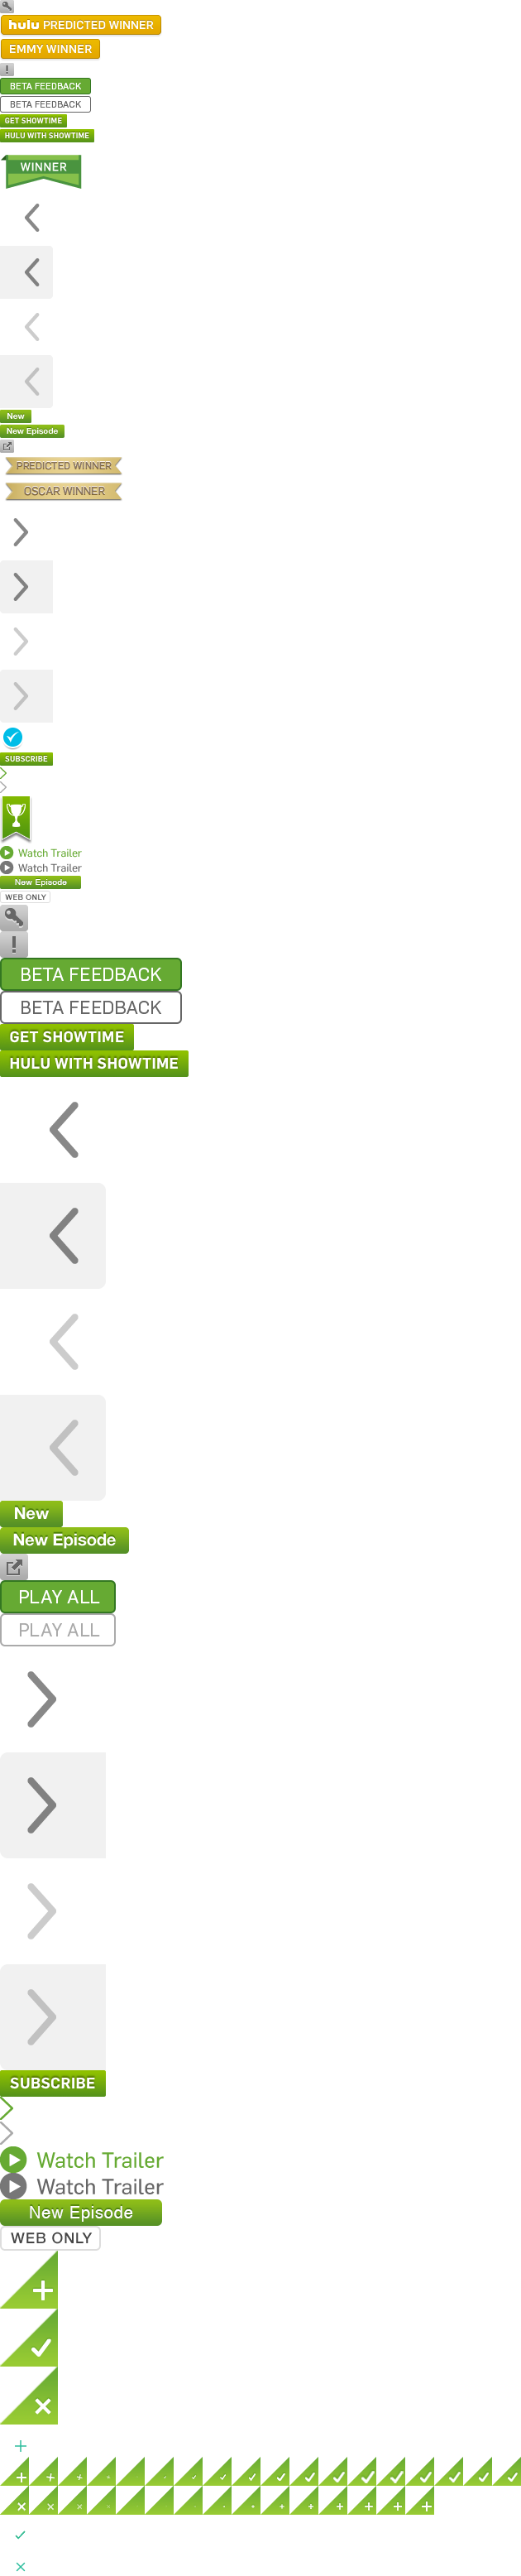 hulu PREDICTED WINNER
EMMY WINNER
!
BETA FEEDBACK
BETA FEEDBACK
GET SHOWTIME
HULU WITH SHOWTIME
WINNER
New
New Episode
PREDICTED WINNER
OSCAR WINNER
SUBSCRIBE
Watch Trailer
Watch Trailer
New Episode
WEB ONLY
!
BETA FEEDBACK
BETA FEEDBACK
GET SHOWTIME
HULU WITH SHOWTIME
New
New Episode
PLAY ALL
PLAY ALL
SUBSCRIBE
Watch Trailer
Watch Trailer
New Episode
WEB ONLY